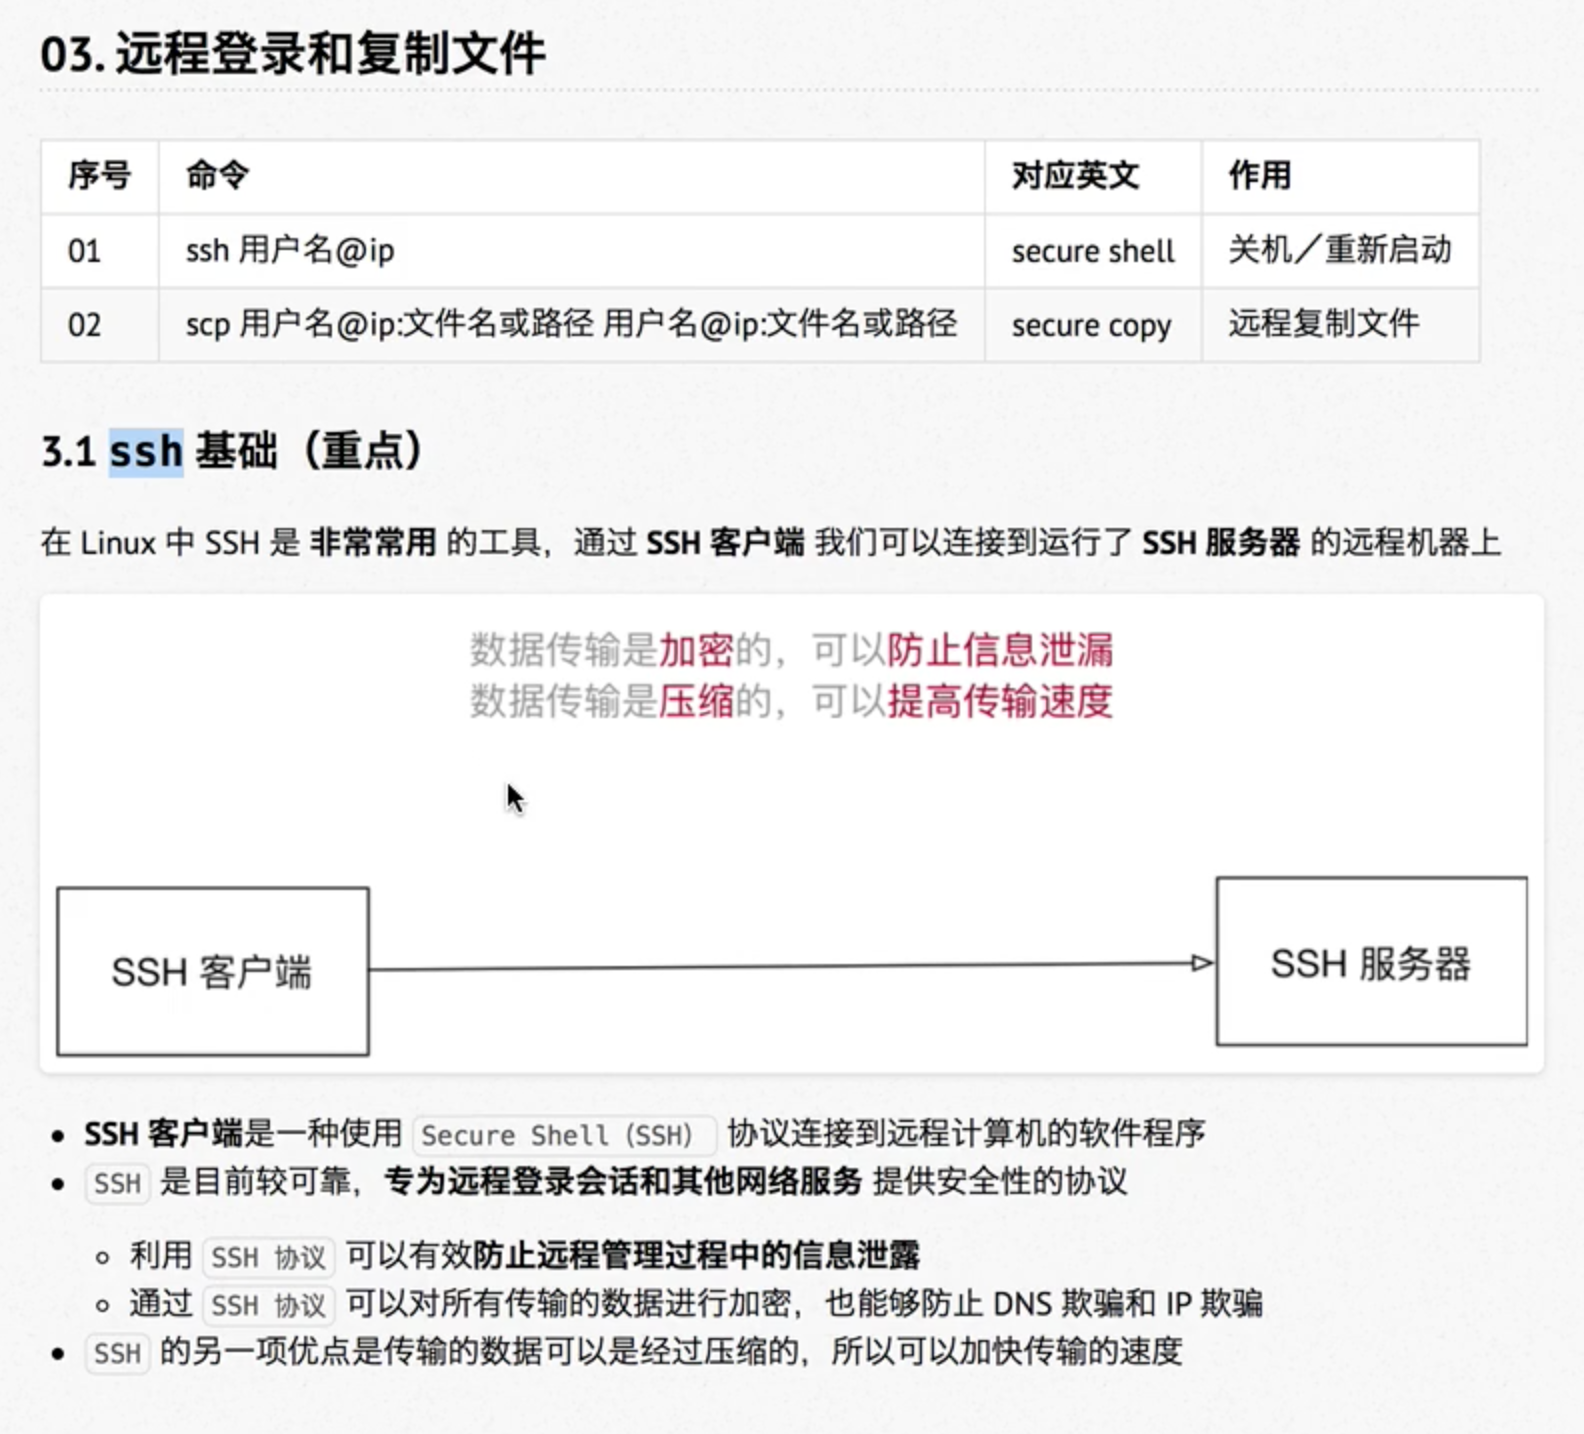 03. 远程登录和复制文件
序号 命令 对应英文 作用
01 ssh 用户名@ip secure shell 关机／重新启动
02 scp 用户名@ip:文件名或路径 用户名@ip:文件名或路径 secure copy 远程复制文件
3.1 ssh 基础（重点）
在 Linux 中 SSH 是 非常常用 的工具，通过 SSH 客户端 我们可以连接到运行了 SSH 服务器 的远程机器上
数据传输是加密的，可以防止信息泄漏
数据传输是压缩的，可以提高传输速度
SSH 客户端
SSH 服务器
SSH 客户端是一种使用 Secure Shell (SSH) 协议连接到远程计算机的软件程序
SSH 是目前较可靠，专为远程登录会话和其他网络服务 提供安全性的协议
利用 SSH 协议 可以有效防止远程管理过程中的信息泄露
通过 SSH 协议 可以对所有传输的数据进行加密，也能够防止 DNS 欺骗和 IP 欺骗
SSH 的另一项优点是传输的数据可以是经过压缩的，所以可以加快传输的速度